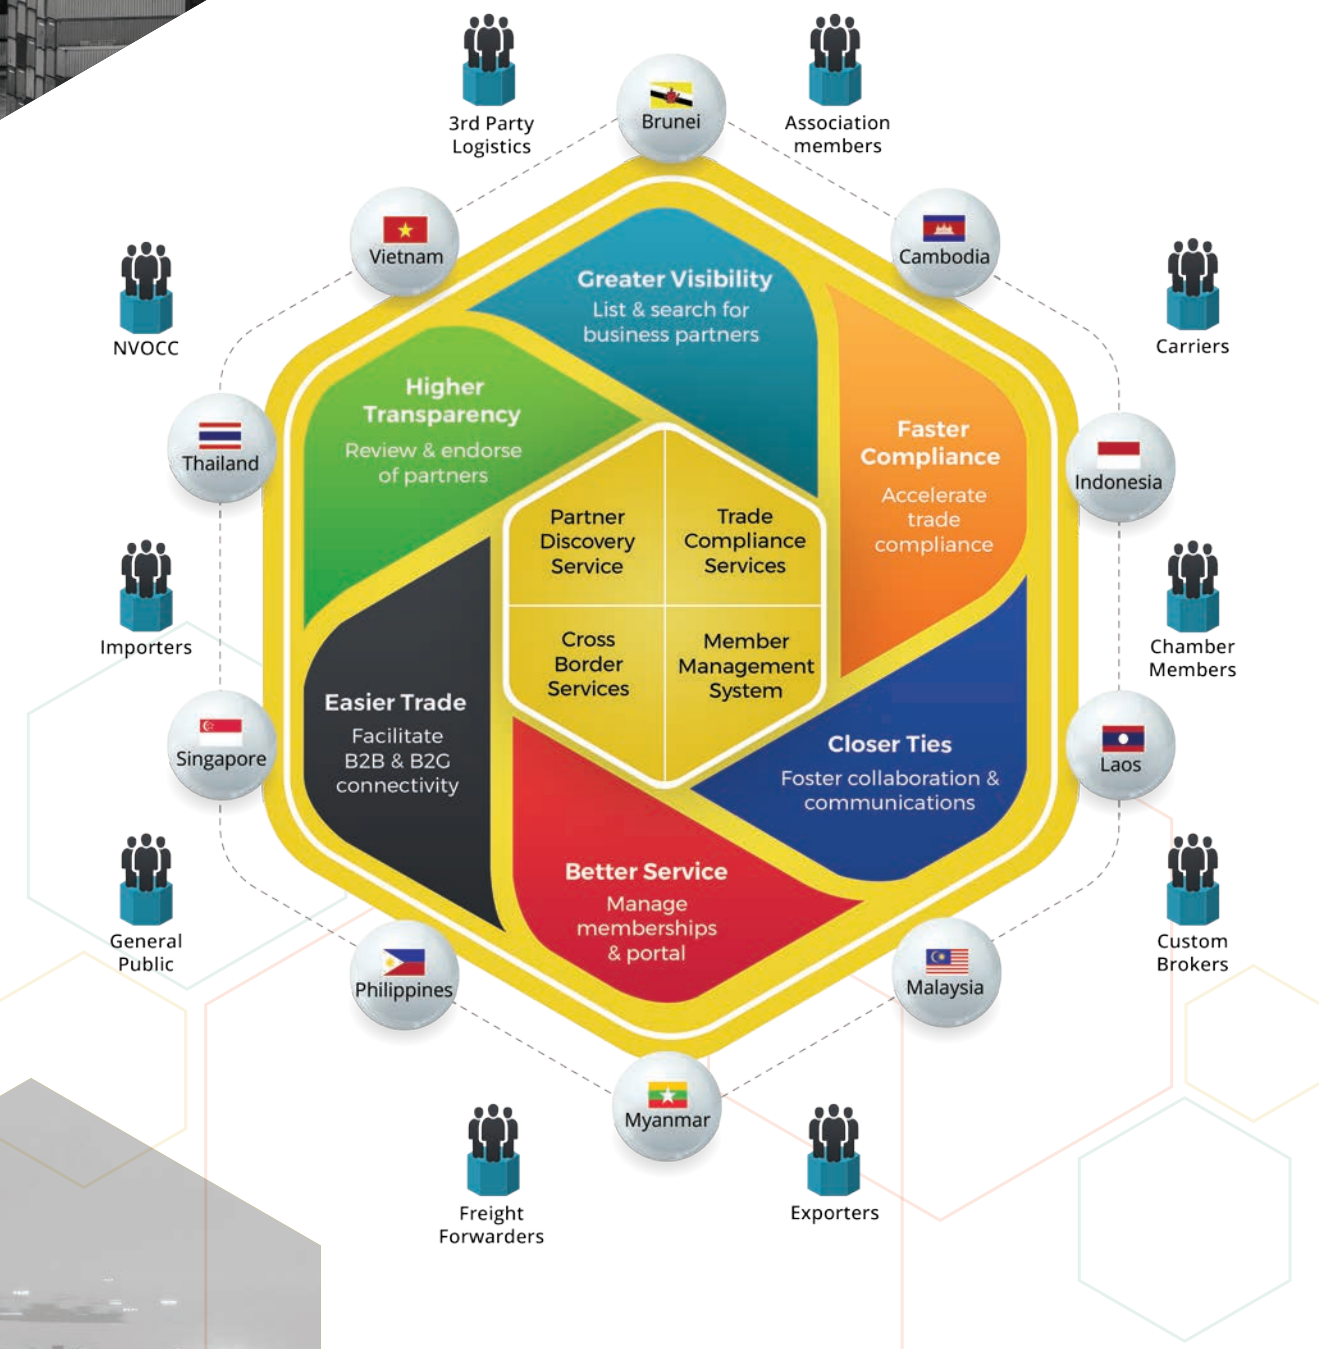 3rd Party
Logistics
Brunei
Association
members
Vietnam
Cambodia
NVOCC
Carriers
Greater Visibility
List & search for
business partners
Higher
Transparency
Review & endorse
of partners
Faster
Compliance
Accelerate
trade
compliance
Thailand
Indonesia
Partner
Discovery
Service
Trade
Compliance
Services
Cross
Border
Services
Member
Management
System
Importers
Chamber
Members
Easier Trade
Facilitate
B2B & B2G
connectivity
Closer Ties
Foster collaboration &
communications
Singapore
Laos
Better Service
Manage
memberships
& portal
General
Public
Custom
Brokers
Philippines
Malaysia
Myanmar
Freight
Forwarders
Exporters